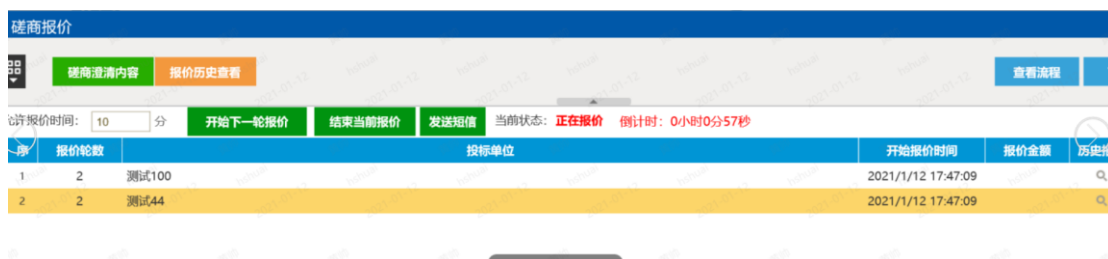 磋商报价
磋商澄清内容 报价历史查看 查看流程
允许报价时间: 10 分 开始下一轮报价 结束当前报价 发送短信 当前状态: 正在报价 倒计时: 0小时0分57秒
序 报价轮数 投标单位 开始报价时间 报价金额 历史
1 2 测试100 2021/1/12 17:47:09
2 2 测试44 2021/1/12 17:47:09